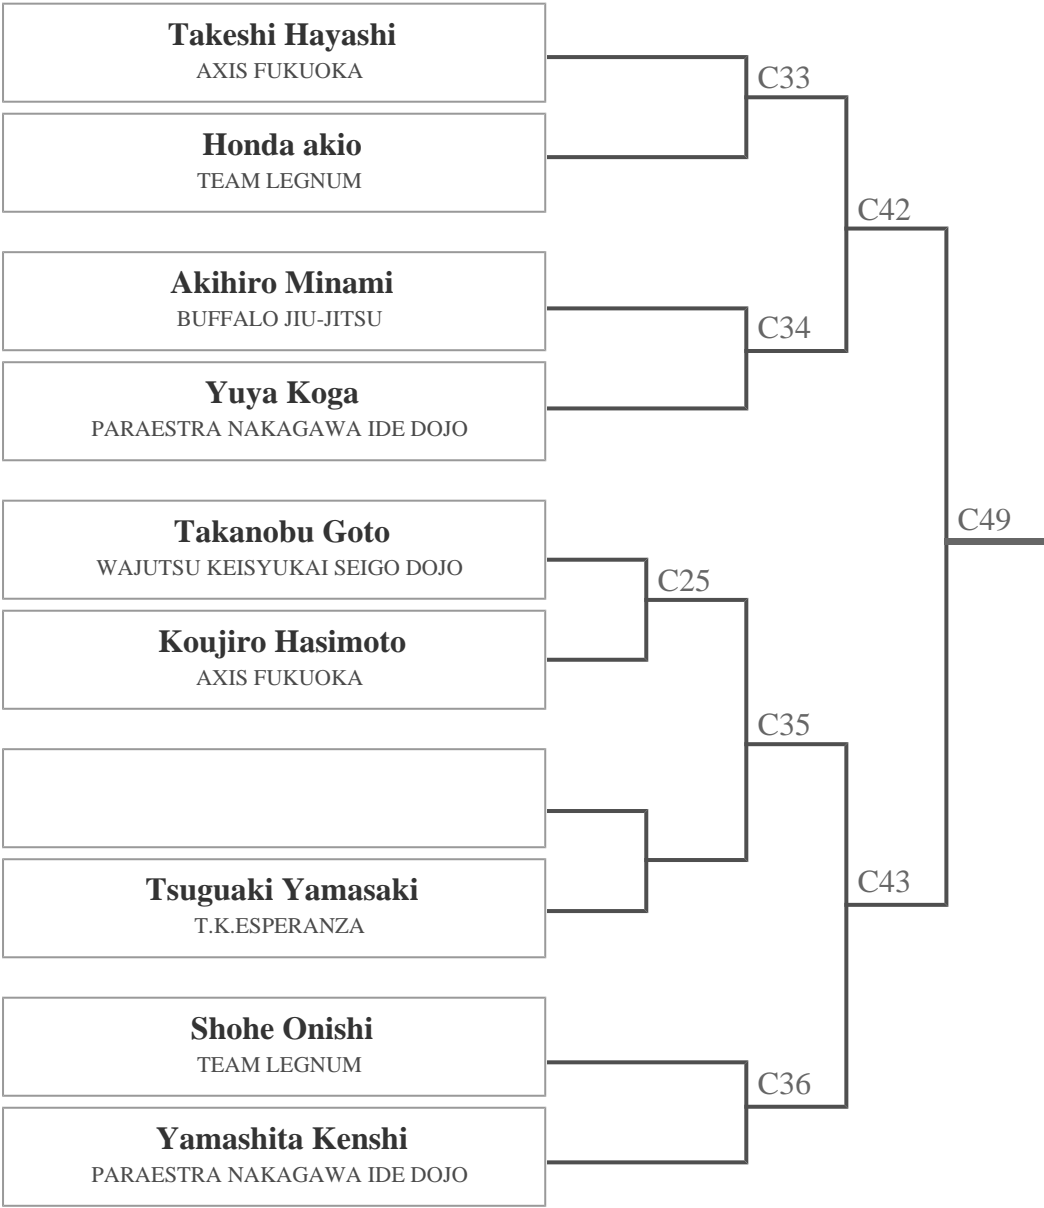 Takeshi Hayashi
AXIS FUKUOKA
C33
Honda akio
TEAM LEGNUM
C42
Akihiro Minami
BUFFALO JIU-JITSU
C34
Yuya Koga
PARAESTRA NAKAGAWA IDE DOJO
C49
Takanobu Goto
WAJUTSU KEISYUKAI SEIGO DOJO
C25
Koujiro Hasimoto
AXIS FUKUOKA
C35
Tsuguaki Yamasaki
T.K.ESPERANZA
C43
Shohe Onishi
TEAM LEGNUM
C36
Yamashita Kenshi
PARAESTRA NAKAGAWA IDE DOJO